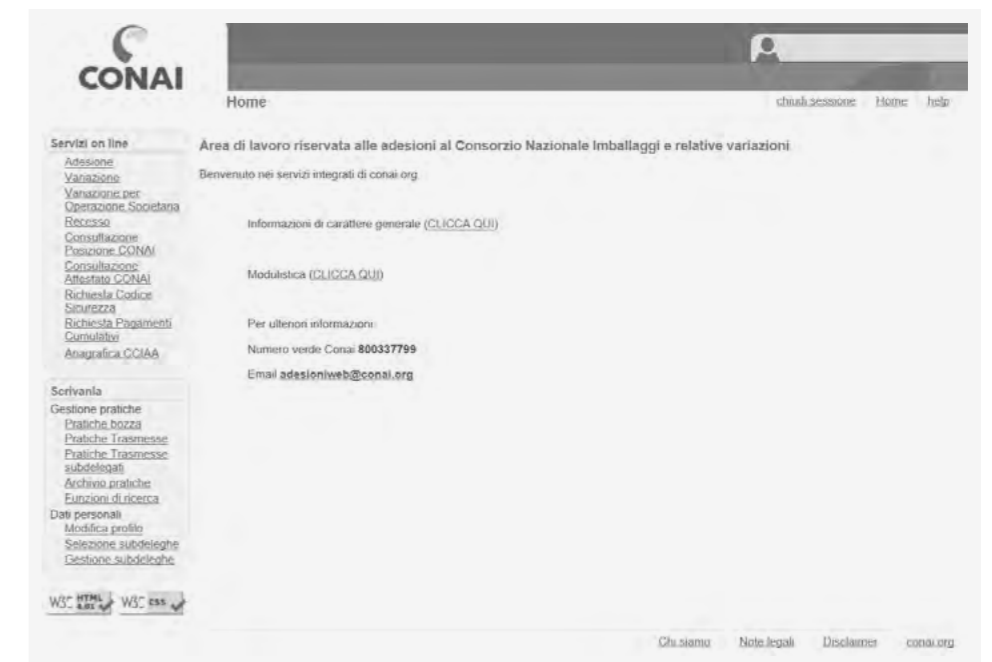 CONAI
Home
chiudi sessione Home help
Servizi on line
Adesione
Variazione
Variazione per
Operazione Societaria
Recesso
Consultazione
Posizione CONAI
Consultazione
Attestato CONAI
Richiesta Codice
Sicurezza
Richiesta Pagamenti
Cumulativi
Anagrafica CCIAA
Scrivania
Gestione pratiche
Pratiche bozza
Pratiche Trasmesse
Pratiche Trasmesse
subdelegati
Archivio pratiche
Funzioni di ricerca
Dati personali
Modifica profilo
Selezione subdeleghe
Gestione subdeleghe
W3C HTML 4.01 W3C css
Area di lavoro riservata alle adesioni al Consorzio Nazionale Imballaggi e relative variazioni
Benvenuto nei servizi integrati di conai.org
Informazioni di carattere generale (CLICCA QUI)
Modulistica (CLICCA QUI)
Per ulteriori informazioni:
Numero verde Conai 800337799
Email adesioniweb@conai.org
Chi siamo Note legali Disclaimer conai.org